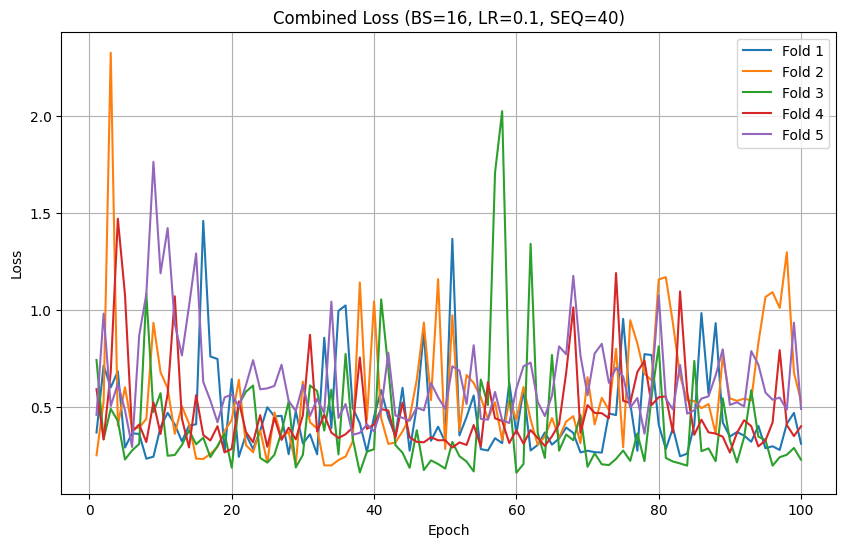 Combined Loss (BS=16, LR=0.1, SEQ=40)
Fold 1
Fold 2
Fold 3
Fold 4
Fold 5
Loss
2.0
1.5
1.0
0.5
0
20
40
60
80
100
Epoch